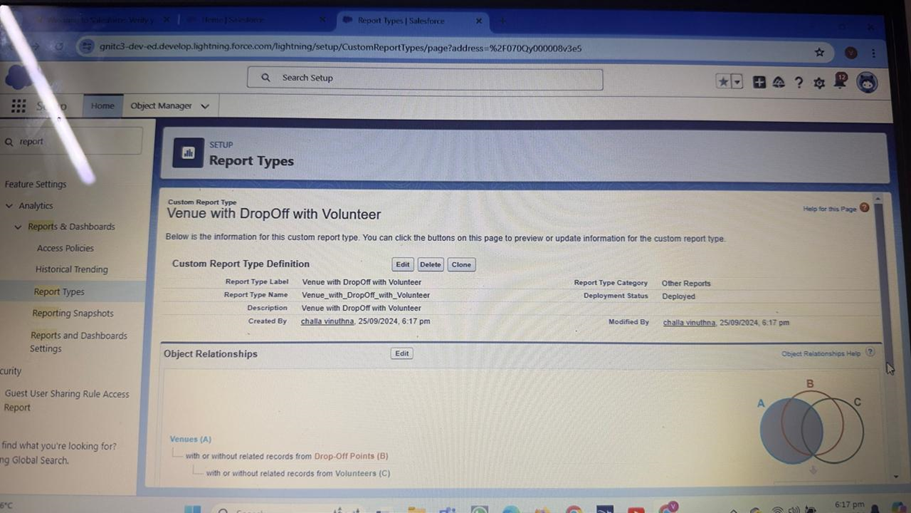 Report Types | Salesforce
gnitc3-dev-ed.develop.lightning.force.com/lightning/setup/CustomReportTypes/page?address=%2F070Qy000008v3e5
Search Setup
Home
Object Manager
report
SETUP
Report Types
Feature Settings
Analytics
Reports & Dashboards
Access Policies
Historical Trending
Report Types
Reporting Snapshots
Reports and Dashboards
Settings
curity
Guest User Sharing Rule Access
Report
find what you're looking for?
ng Global Search.
Custom Report Type
Venue with DropOff with Volunteer
Help for this Page
Below is the information for this custom report type. You can click the buttons on this page to preview or update information for the custom report type.
Custom Report Type Definition
Edit Delete Clone
Report Type Label Venue with DropOff with Volunteer Report Type Category Other Reports
Report Type Name Venue_with_DropOff_with_Volunteer Deployment Status Deployed
Description Venue with DropOff with Volunteer
Created By challa vinuthna, 25/09/2024, 6:17 pm Modified By challa vinuthna, 25/09/2024, 6:17 pm
Object Relationships Edit Object Relationships Help ?
A B C
Venues (A)
with or without related records from Drop-Off Points (B)
with or without related records from Volunteers (C)
6:17 pm